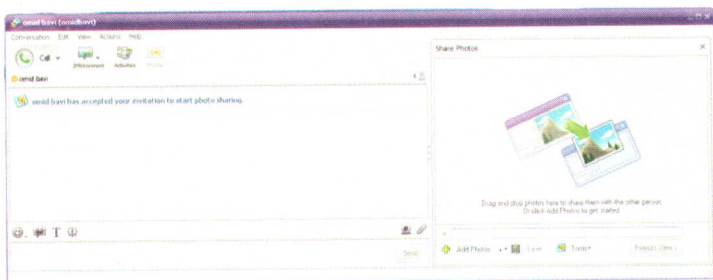 omid bavi (omidbavi)
Conversation Edit View Actions Help
Call
IMVironment
Activities
Photos
omid bavi
omid bavi has accepted your invitation to start photo sharing.
Send
Share Photos
Drag and drop photos here to share them with the other person.
Or click Add Photos to get started.
Add Photos
Save
Tools